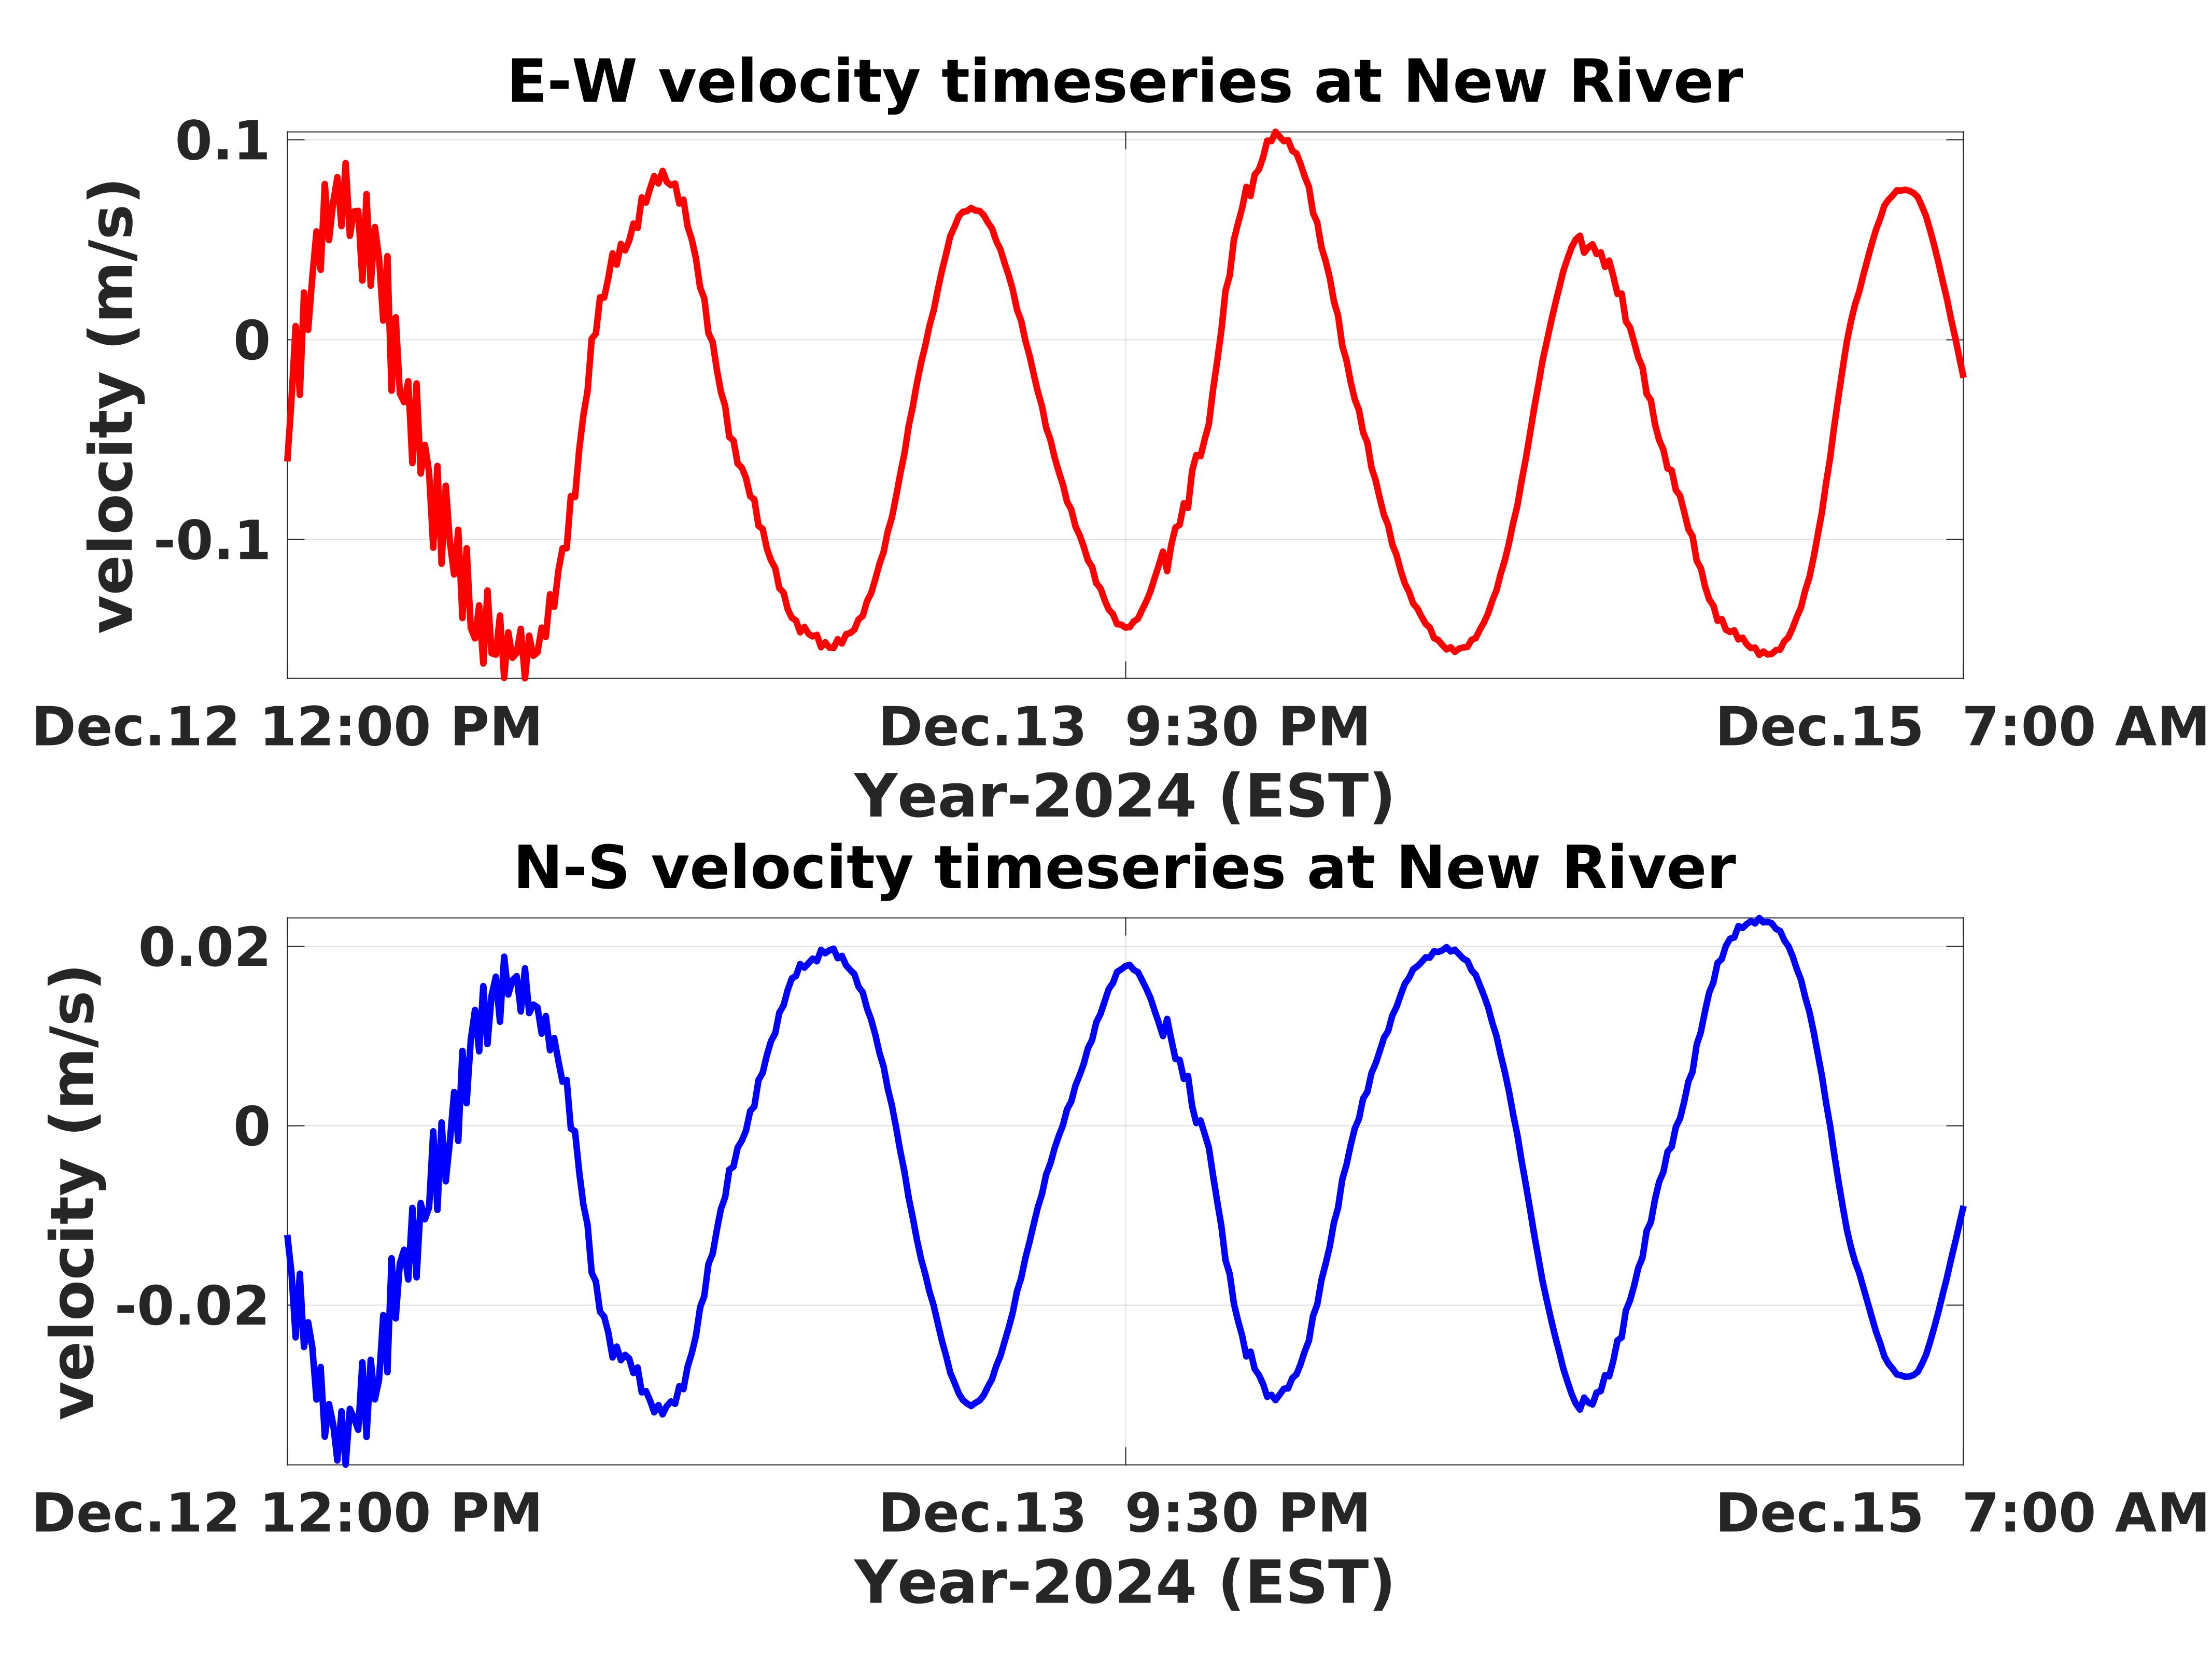 E-W velocity timeseries at New River
velocity (m/s)
0.1
0
-0.1
Dec.12 12:00 PM
Dec.13  9:30 PM
Dec.15  7:00 AM
Year-2024 (EST)
N-S velocity timeseries at New River
velocity (m/s)
0.02
0
-0.02
Dec.12 12:00 PM
Dec.13  9:30 PM
Dec.15  7:00 AM
Year-2024 (EST)